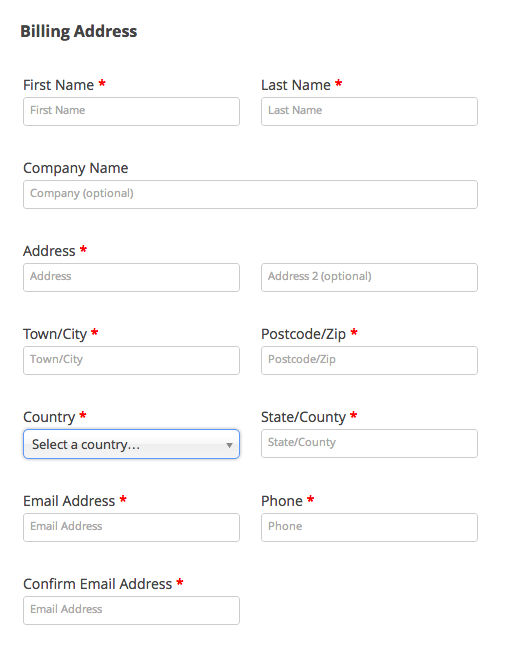 Billing Address
First Name * Last Name *
First Name Last Name
Company Name
Company (optional)
Address *
Address Address 2 (optional)
Town/City * Postcode/Zip *
Town/City Postcode/Zip
Country * State/County *
Select a country... State/County
Email Address * Phone *
Email Address Phone
Confirm Email Address *
Email Address